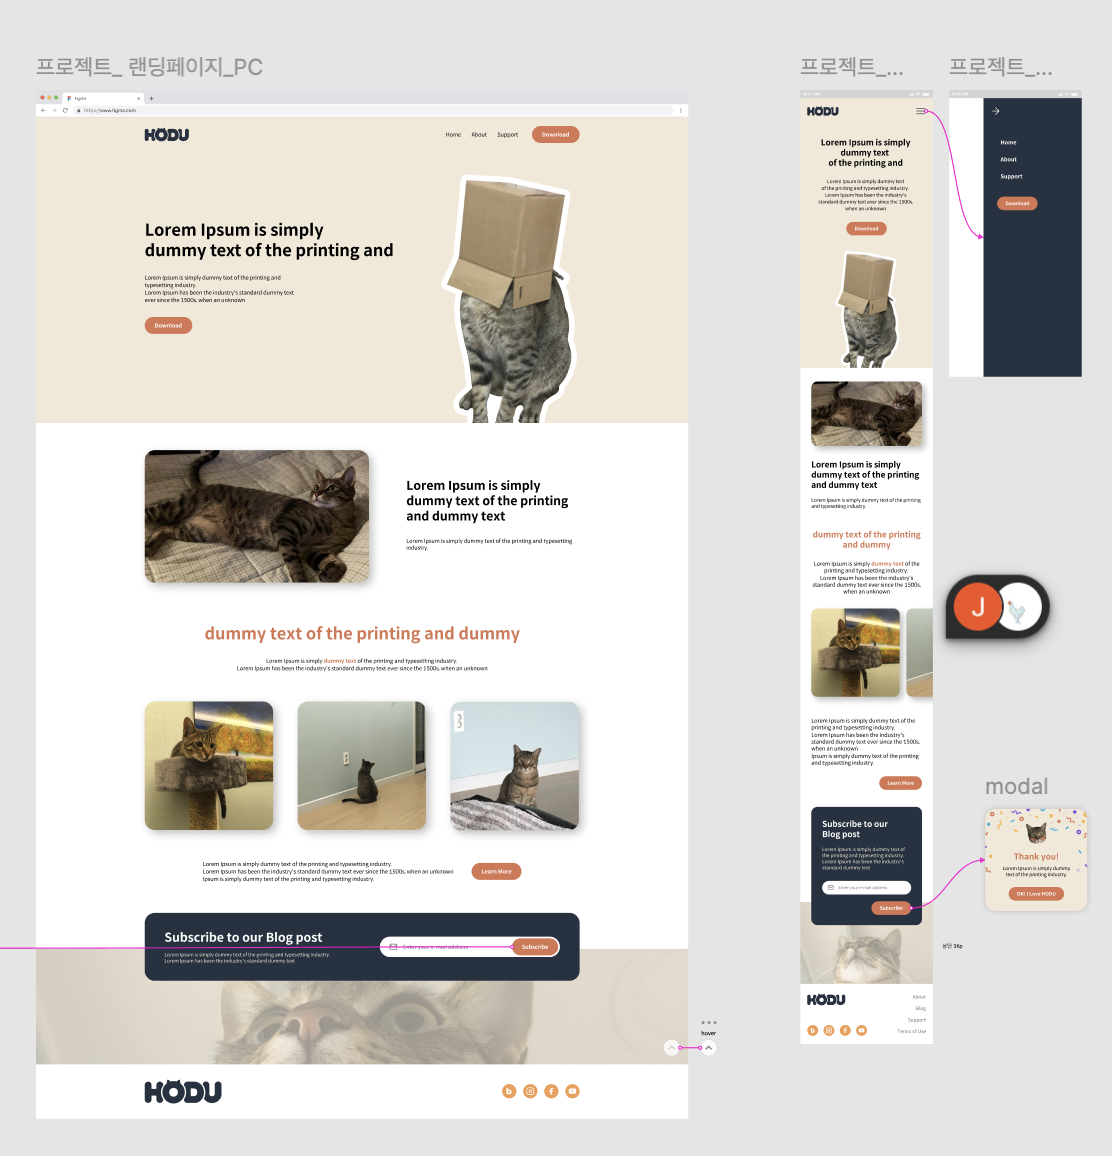 프로젝트_ 랜딩페이지_PC
Figma
https://www.figma.com
HODU
Home About Support Download
Lorem Ipsum is simply
dummy text of the printing and
Lorem Ipsum is simply dummy text of the printing and
typesetting industry.
Lorem Ipsum has been the industry's standard dummy text
ever since the 1500s, when an unknown
Download
Lorem Ipsum is simply
dummy text of the printing
and dummy text
Lorem Ipsum is simply dummy text of the printing and typesetting
industry.
dummy text of the printing and dummy
Lorem Ipsum is simply dummy text of the printing and typesetting industry.
Lorem Ipsum has been the industry's standard dummy text ever since the 1500s, when an unknown
Lorem Ipsum is simply dummy text of the printing and typesetting industry.
Lorem Ipsum has been the industry's standard dummy text ever since the 1500s, when an unknown
Ipsum is simply dummy text of the printing and typesetting industry.
Learn More
Subscribe to our Blog post
Lorem Ipsum is simply dummy text of the printing and typesetting industry.
Lorem Ipsum has been the industry's standard dummy text
Enter your e-mail address
Subscribe
hover
HODU
프로젝트_...
HODU
Lorem Ipsum is simply
dummy text
of the printing and
Lorem Ipsum is simply dummy text
of the printing and typesetting industry.
Lorem Ipsum has been the industry's
standard dummy text ever since the 1500s,
when an unknown
Download
Lorem Ipsum is simply
dummy text of the printing
and dummy text
Lorem Ipsum is simply dummy text of the printing
and typesetting industry.
dummy text of the printing
and dummy
Lorem Ipsum is simply dummy text of the
printing and typesetting industry.
Lorem Ipsum has been the industry's
standard dummy text ever since the 1500s,
when an unknown
Lorem Ipsum is simply dummy text of the
printing and typesetting industry.
Lorem Ipsum has been the industry's
standard dummy text ever since the 1500s,
when an unknown
Ipsum is simply dummy text of the printing
and typesetting industry.
Learn More
Subscribe to our
Blog post
Lorem Ipsum is simply dummy text of
the printing and typesetting industry.
Lorem Ipsum has been the industry's
standard dummy text
Enter your e-mail address
Subscribe
HODU
About
Blog
Support
Terms of Use
프로젝트_...
Home
About
Support
Download
J
modal
Thank you!
Lorem Ipsum is simply dummy
text of the printing industry.
OK! I Love HODU
상단 36p